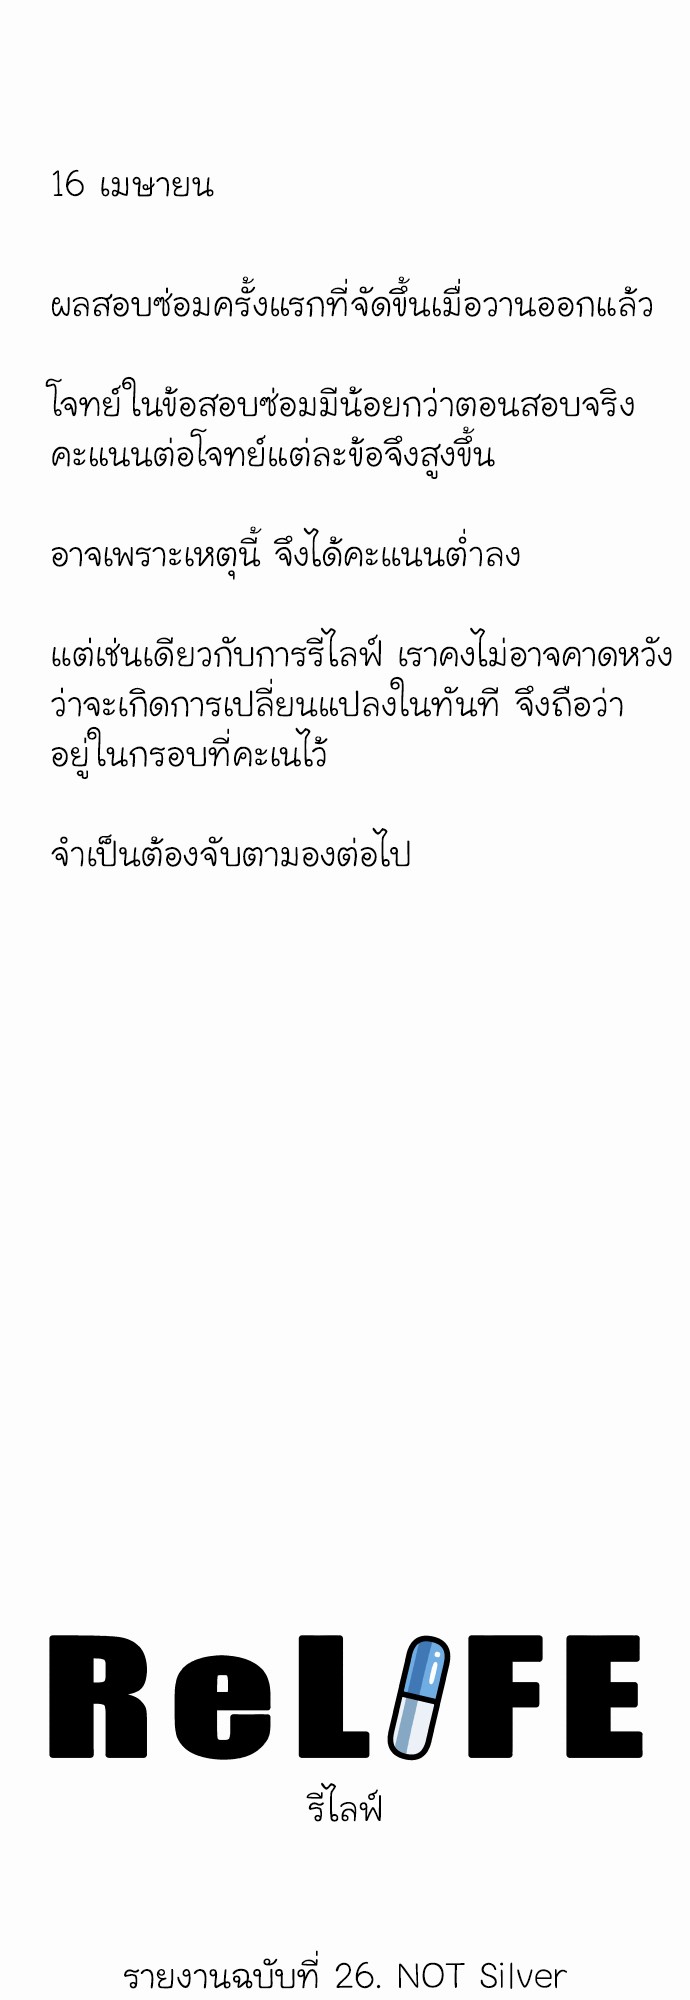 16 เมษายน
ผลสอบซ่อมครั้งแรกที่จัดขึ้นเมื่อวานออกแล้ว
โจทย์ในข้อสอบซ่อมมีน้อยกว่าตอนสอบจริง
คะแนนต่อโจทย์แต่ละข้อจึงสูงขึ้น
อาจเพราะเหตุนี้ จึงได้คะแนนต่ำลง
แต่เช่นเดียวกับการรีไลฟ์ เราคงไม่อาจคาดหวัง
ว่าจะเกิดการเปลี่ยนแปลงในทันที จึงถือว่า
อยู่ในกรอบที่คะเนไว้
จำเป็นต้องจับตามองต่อไป
ReLIFE
รีไลฟ์
รายงานฉบับที่ 26. NOT Silver